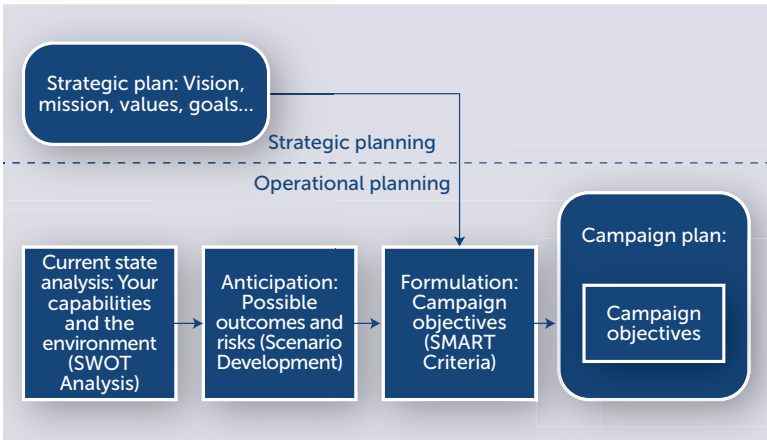 Strategic plan: Vision,
mission, values, goals...
Strategic planning
Operational planning
Current state
analysis: Your
capabilities
and the
environment
(SWOT
Analysis)
Anticipation:
Possible
outcomes and
risks (Scenario
Development)
Formulation:
Campaign
objectives
(SMART
Criteria)
Campaign plan:
Campaign
objectives